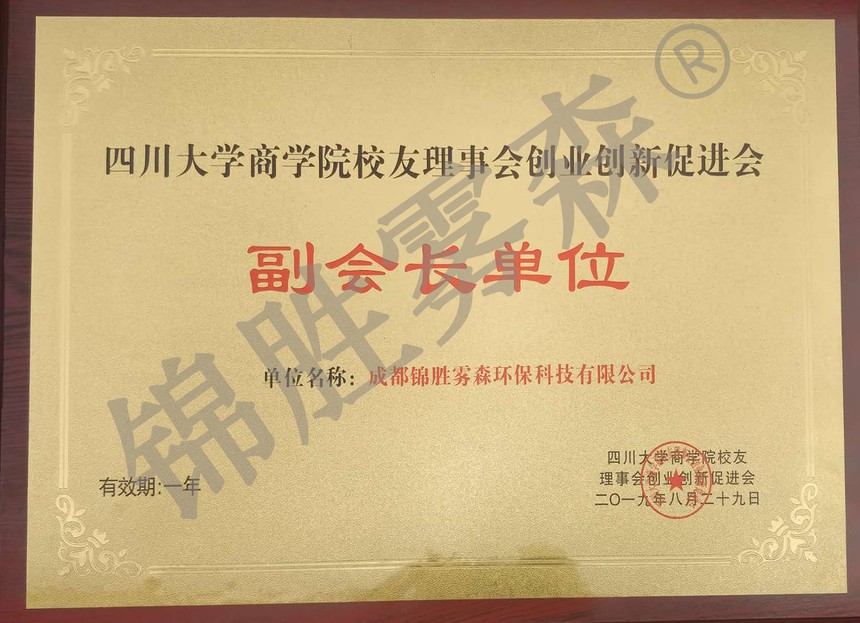 四川大学商学院校友理事会创业创新促进会
副会长单位
单位名称：成都锦胜雾森环保科技有限公司
四川大学商学院校友
理事会创业创新促进会
有效期:一年
二〇一九年八月二十九日
锦胜雾森®